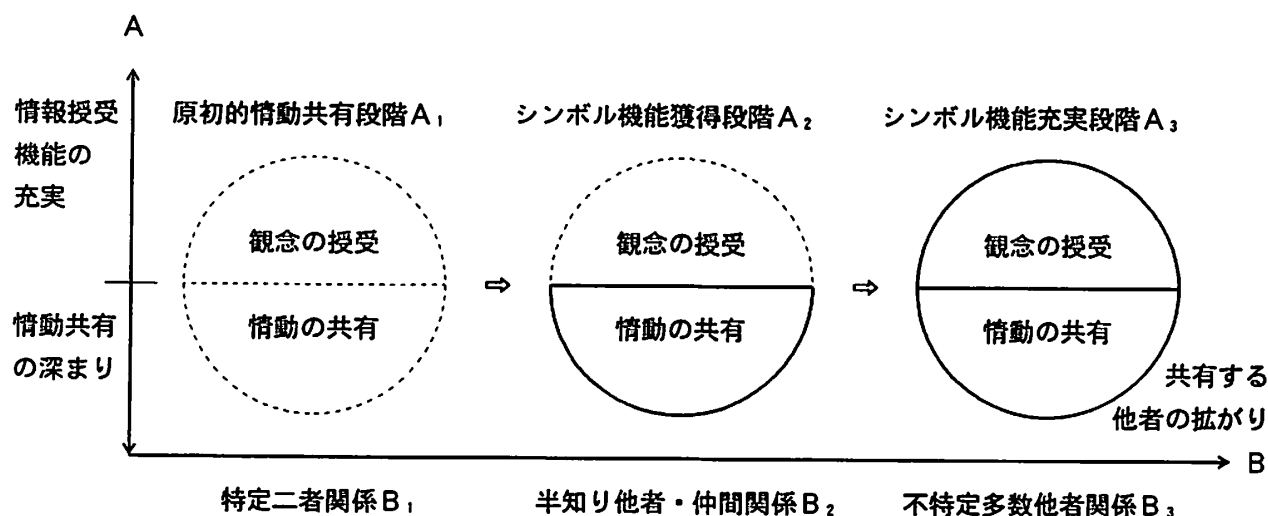 A
情報授受
機能の
充実
原初的情動共有段階A₁
シンボル機能獲得段階A₂
シンボル機能充実段階A₃
観念の授受
観念の授受
観念の授受
⇨
⇨
情動共有
の深まり
情動の共有
情動の共有
情動の共有
共有する
他者の拡がり
B
特定二者関係B₁
半知り他者・仲間関係B₂
不特定多数他者関係B₃